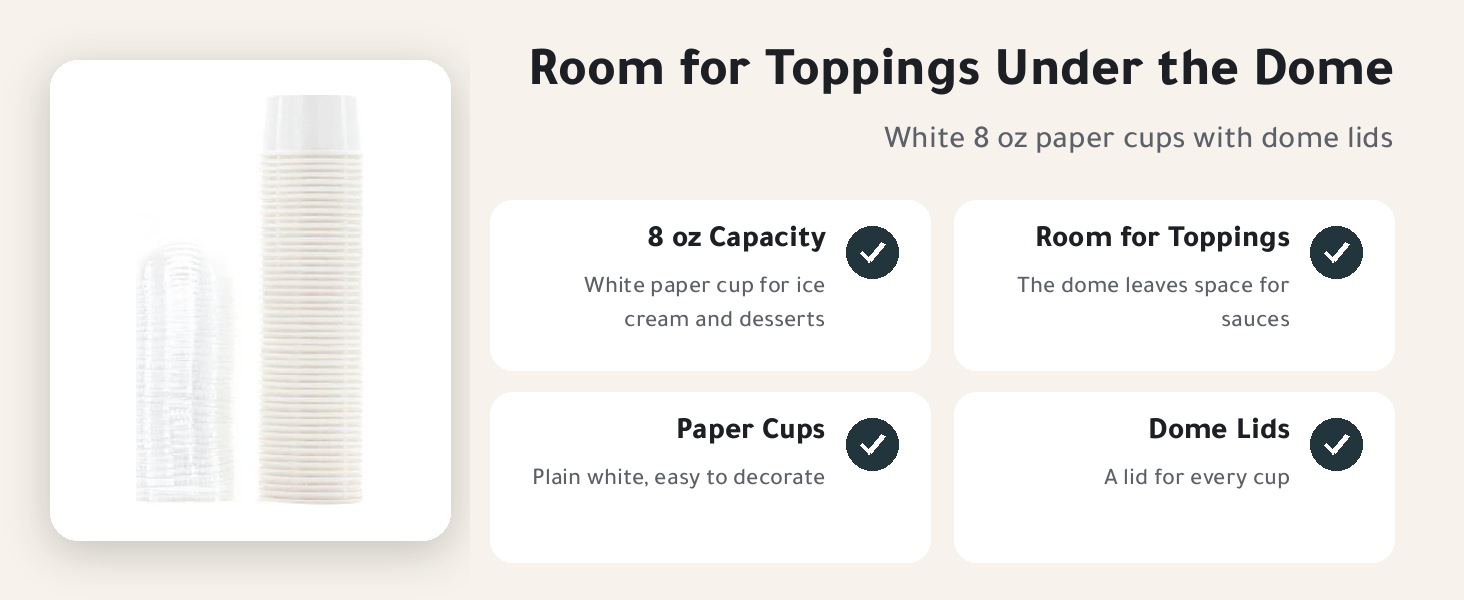 Room for Toppings Under the Dome
White 8 oz paper cups with dome lids
Room for Toppings
The dome leaves space for
sauces
8 oz Capacity
White paper cup for ice
cream and desserts
Dome Lids
A lid for every cup
Paper Cups
Plain white, easy to decorate